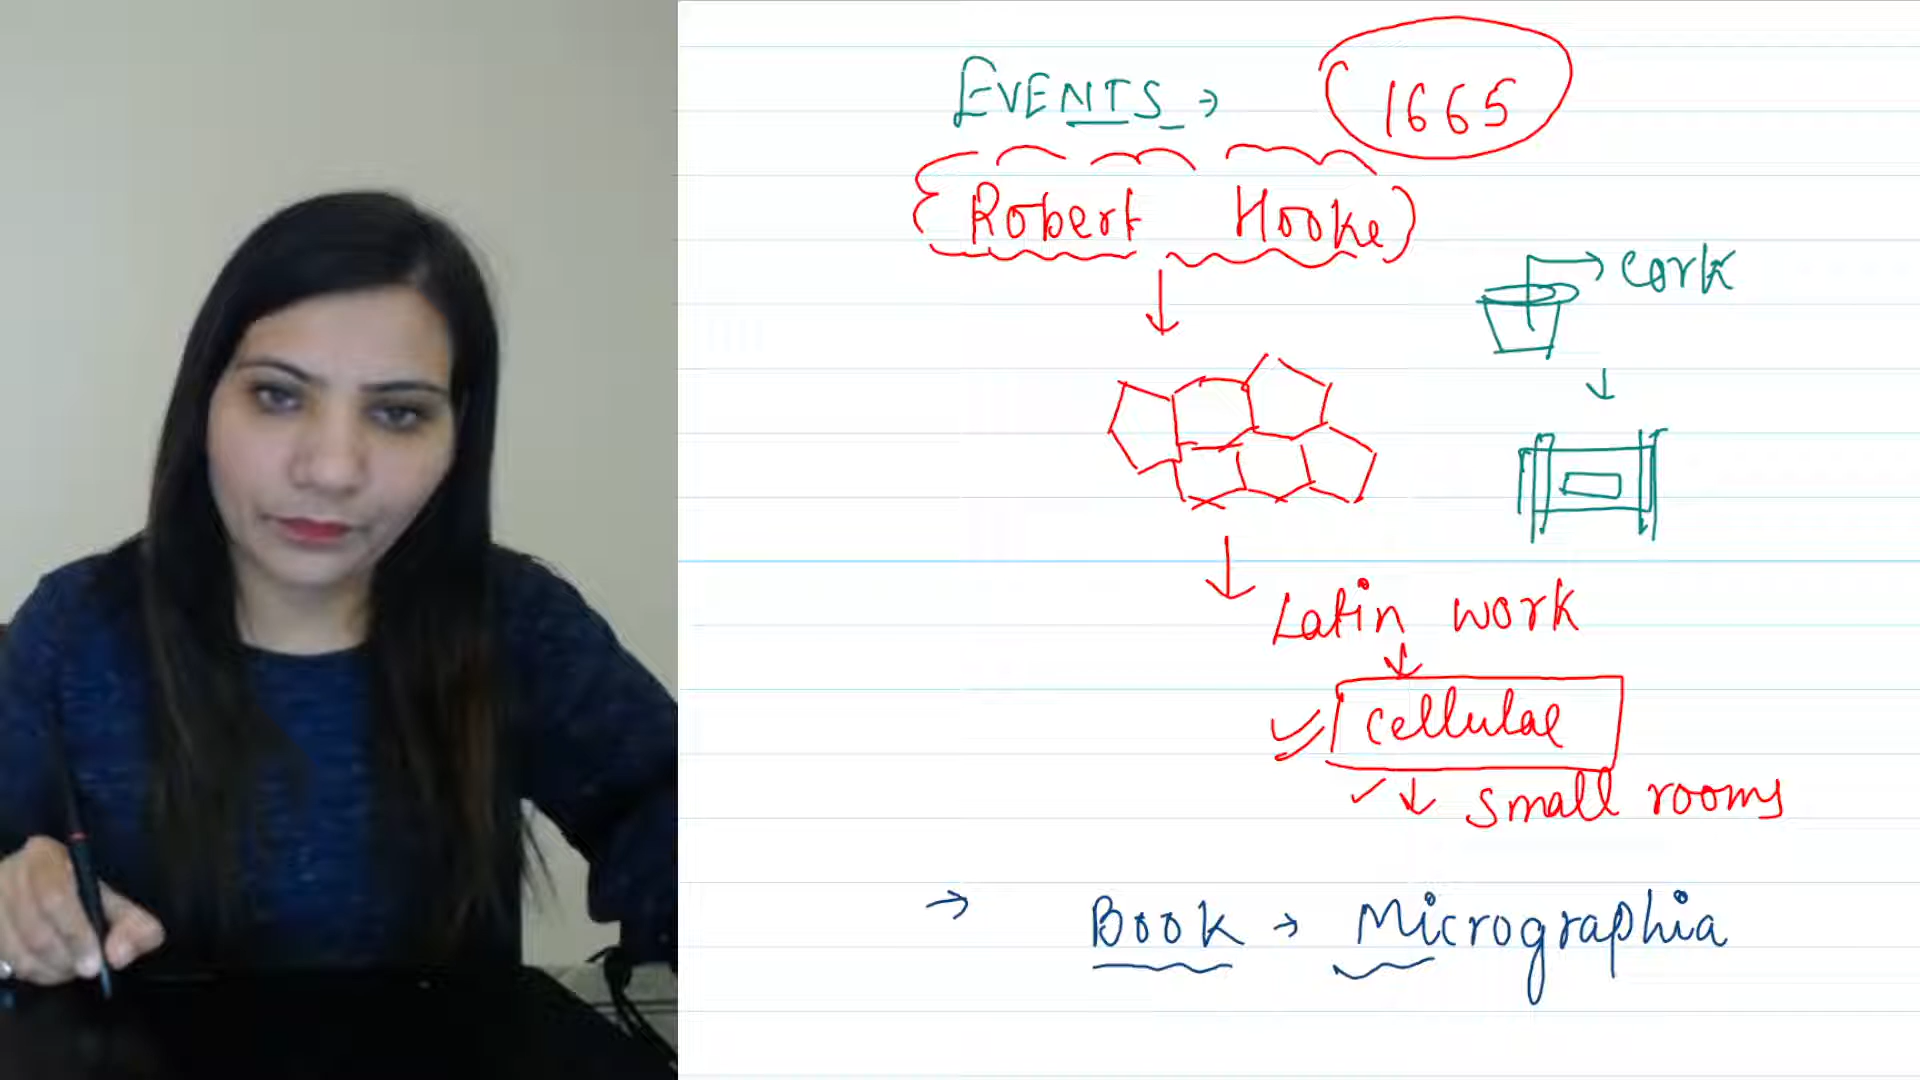 EVENTS → 1665
{Robert Hooke}
→ cork
Latin work
cellulae
small rooms
→ Book → Micrographia